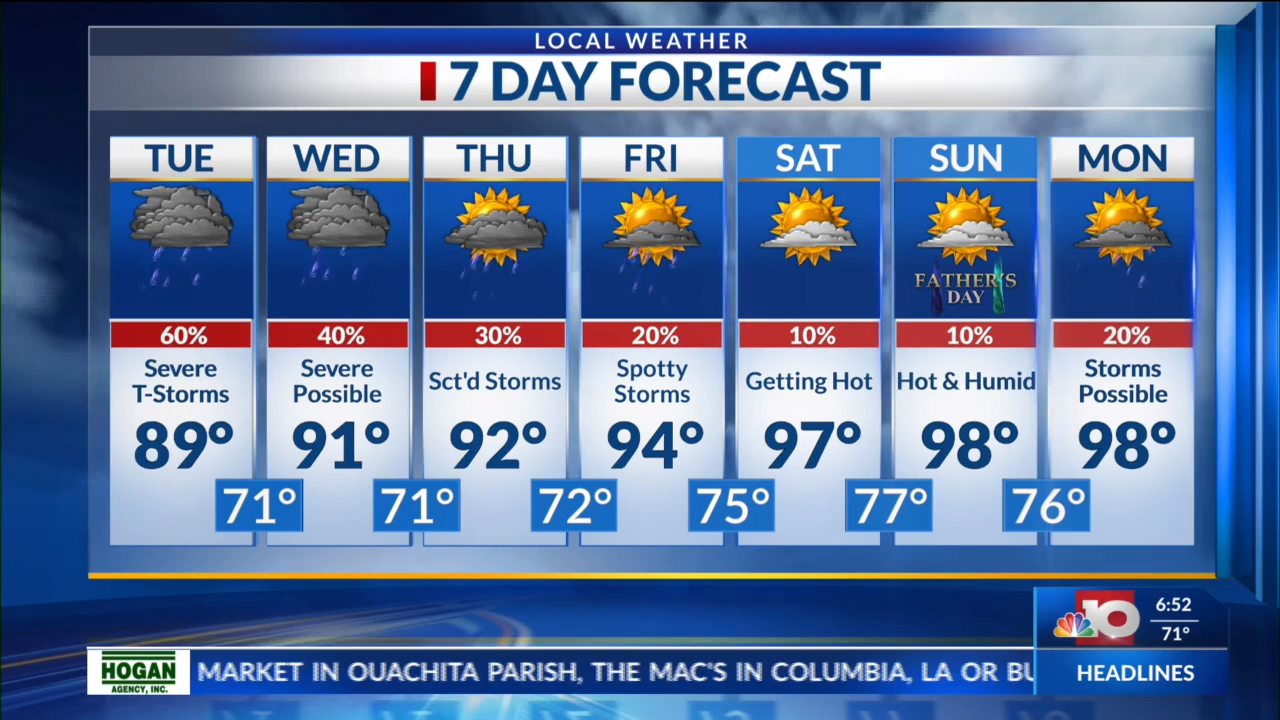 LOCAL WEATHER
7 DAY FORECAST
TUE
WED
THU
FRI
SAT
SUN
MON
FATHER'S
DAY
60%
40%
30%
20%
10%
10%
20%
Severe
T-Storms
Severe
Possible
Sct'd Storms
Spotty
Storms
Getting Hot
Hot & Humid
Storms
Possible
89°
91°
92°
94°
97°
98°
98°
71°
71°
72°
75°
77°
76°
10
6:52
71°
HEADLINES
HOGAN
AGENCY, INC.
MARKET IN OUACHITA PARISH, THE MAC'S IN COLUMBIA, LA OR BU